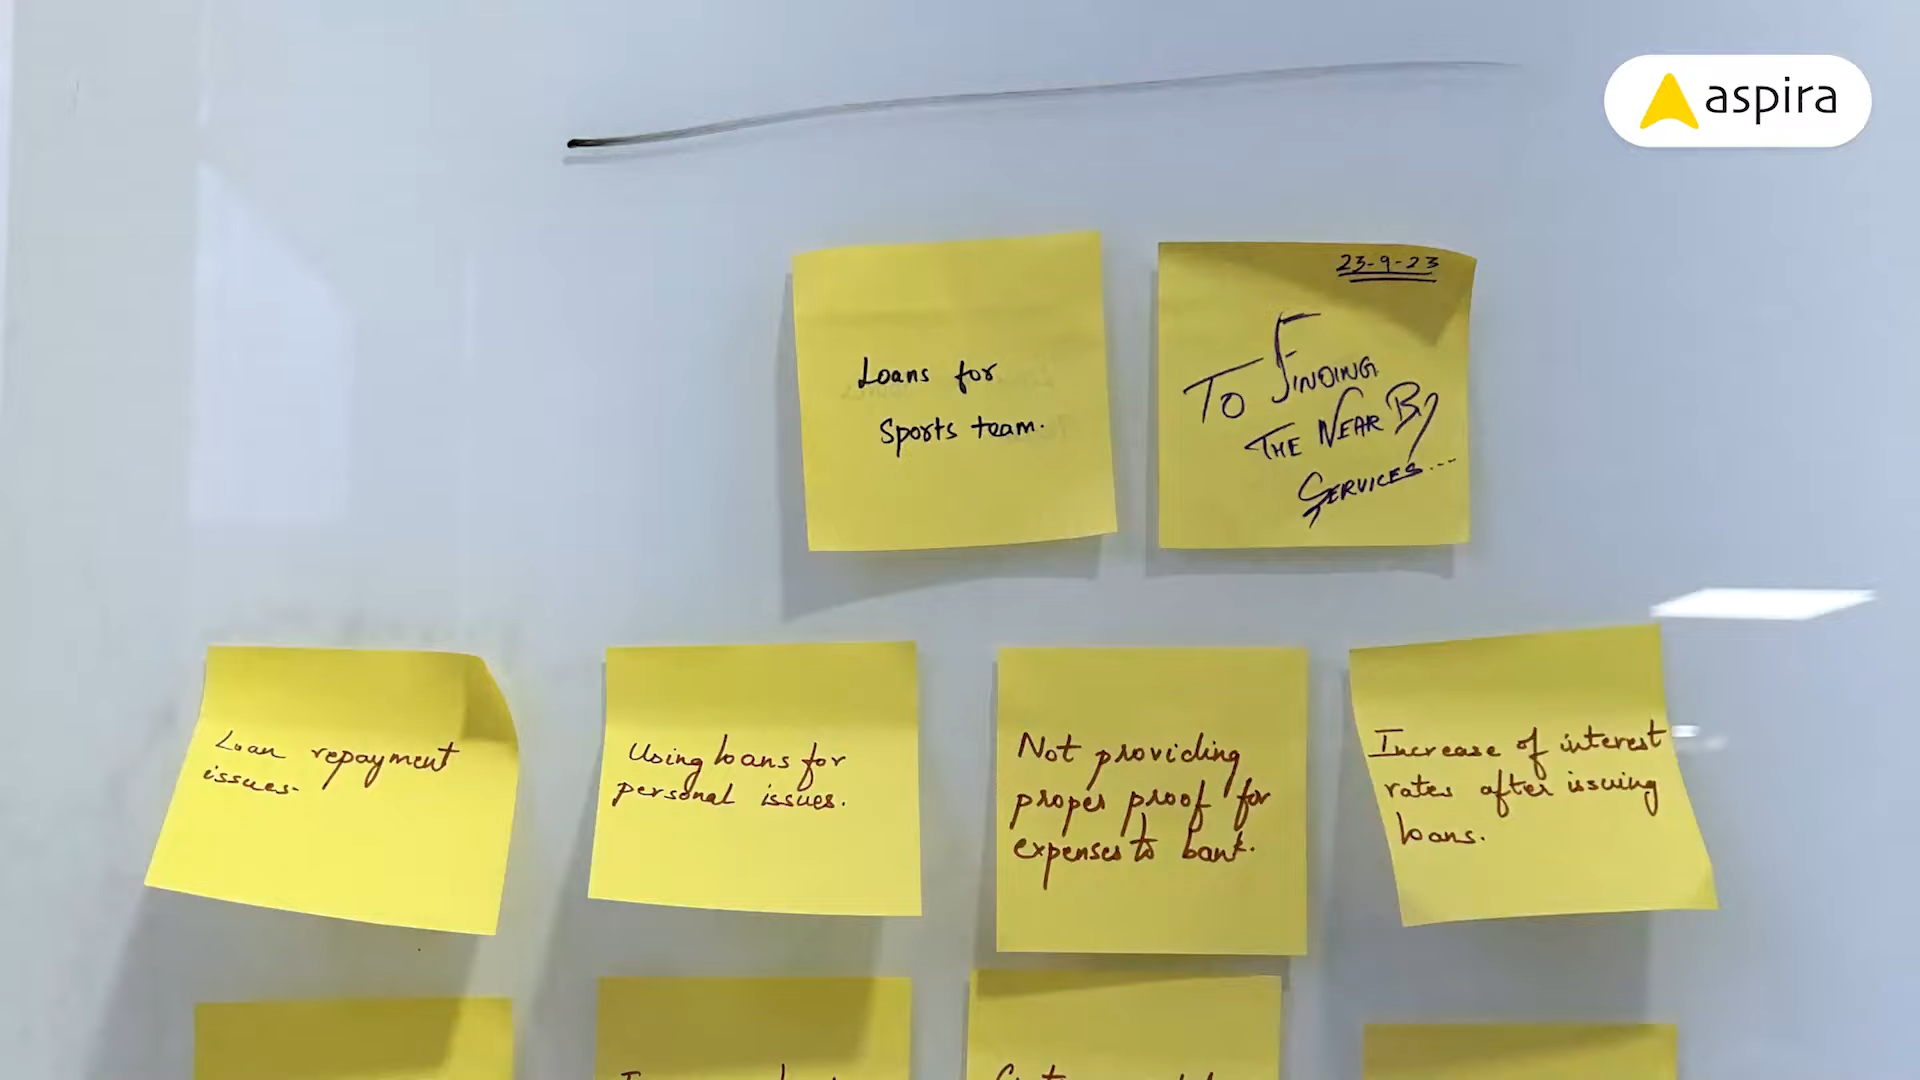 aspira
Loans for
Sports team.
23-9-23
To Finding
The Near By
Services...
Loan repayment
issues.
Using loans for
personal issues.
Not providing
proper proof for
expenses to bank.
Increase of interest
rates after issuing
loans.